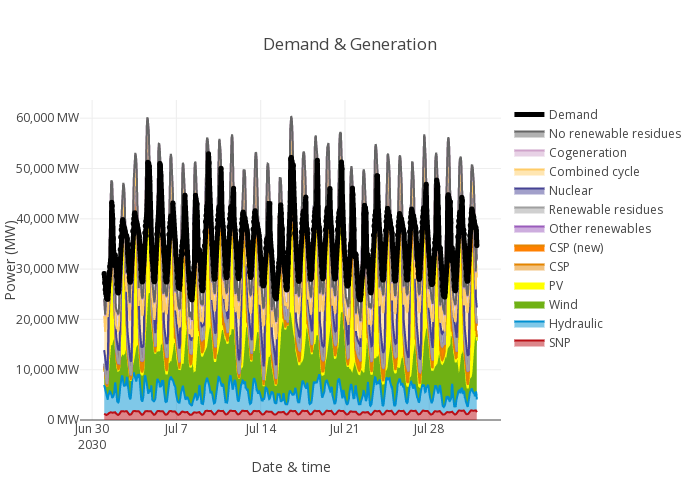 Demand & Generation
60,000 MW
50,000 MW
40,000 MW
30,000 MW
20,000 MW
10,000 MW
0 MW
Power (MW)
Jun 30
2030
Jul 7
Jul 14
Jul 21
Jul 28
Date & time
Demand
No renewable residues
Cogeneration
Combined cycle
Nuclear
Renewable residues
Other renewables
CSP (new)
CSP
PV
Wind
Hydraulic
SNP